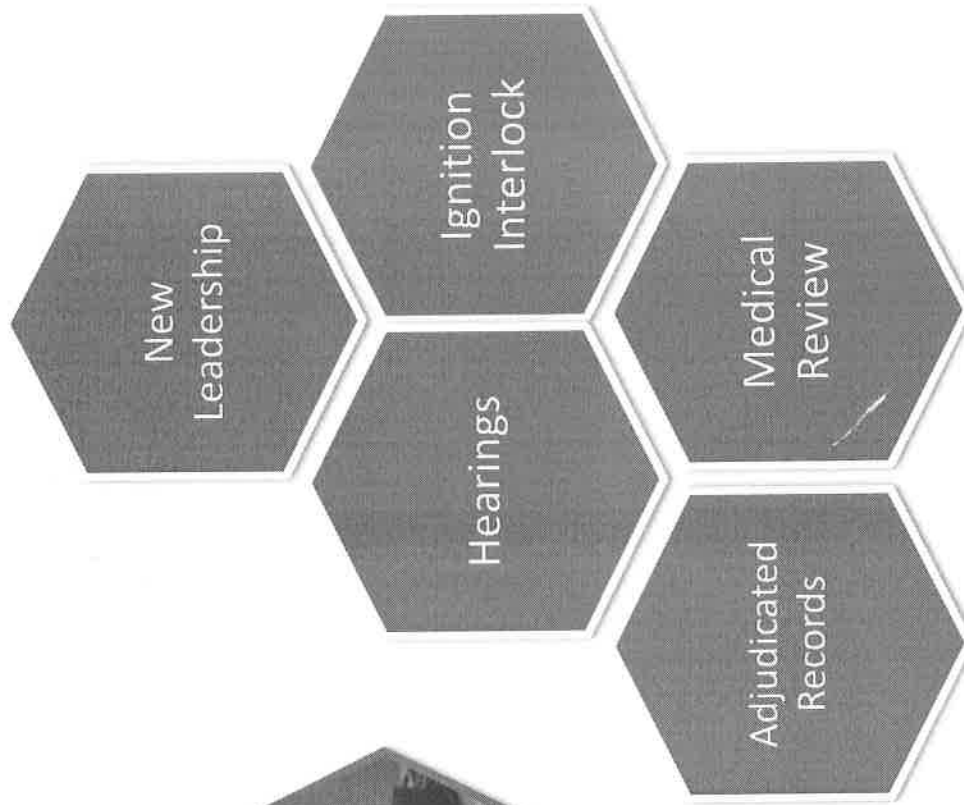 New
Leadership
Hearings
Ignition
Interlock
Adjudicated
Records
Medical
Review